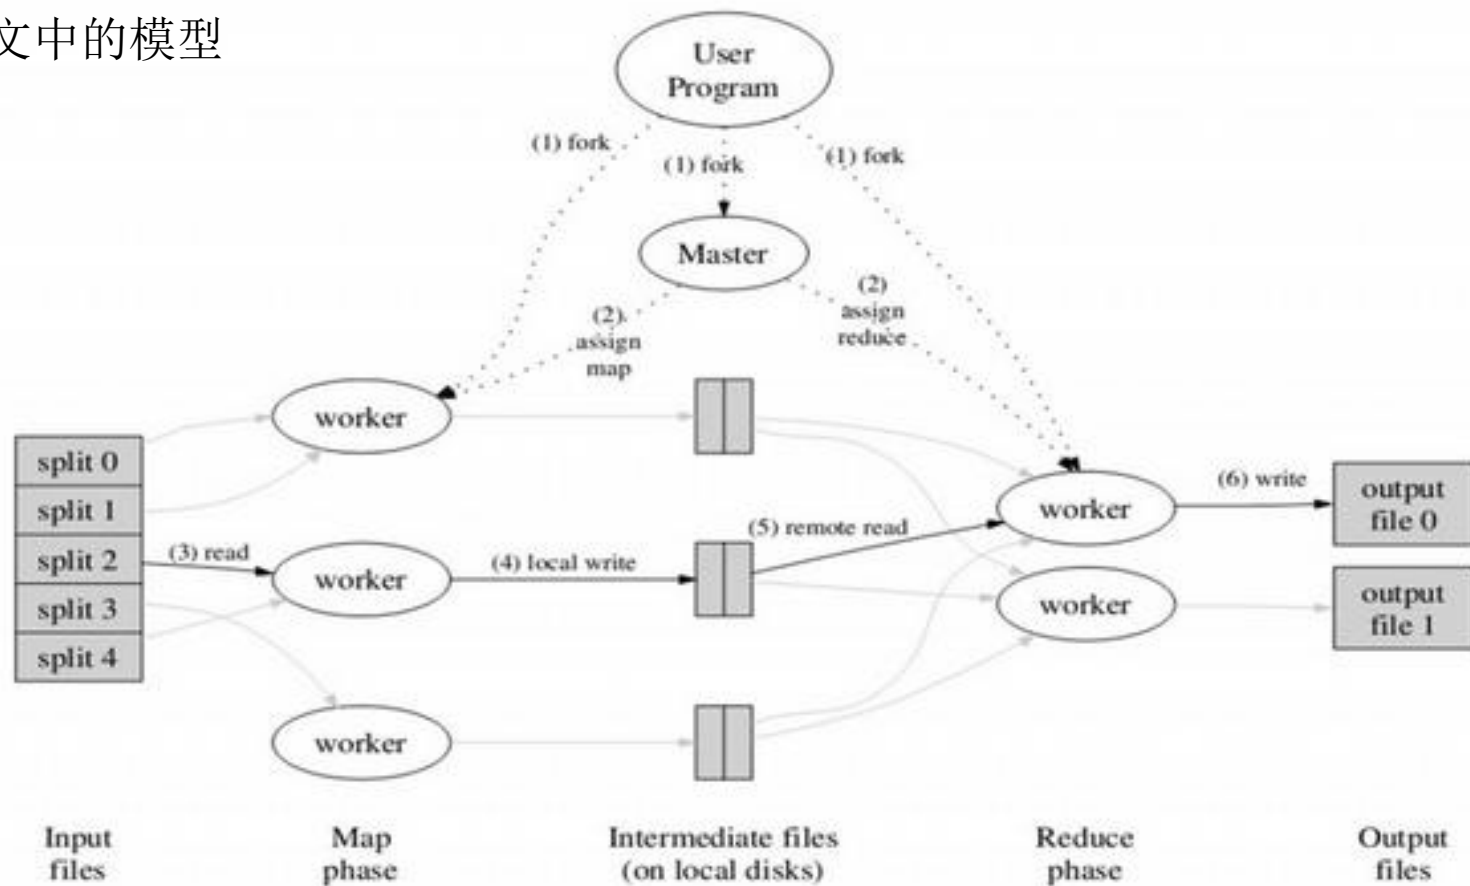 文中的模型
User
Program
(1) fork
(1) fork
(1) fork
Master
(2)
assign
map
(2)
assign
reduce
worker
split 0
split 1
split 2
split 3
split 4
(3) read
worker
(4) local write
(5) remote read
worker
(6) write
output
file 0
worker
output
file 1
worker
Input
files
Map
phase
Intermediate files
(on local disks)
Reduce
phase
Output
files